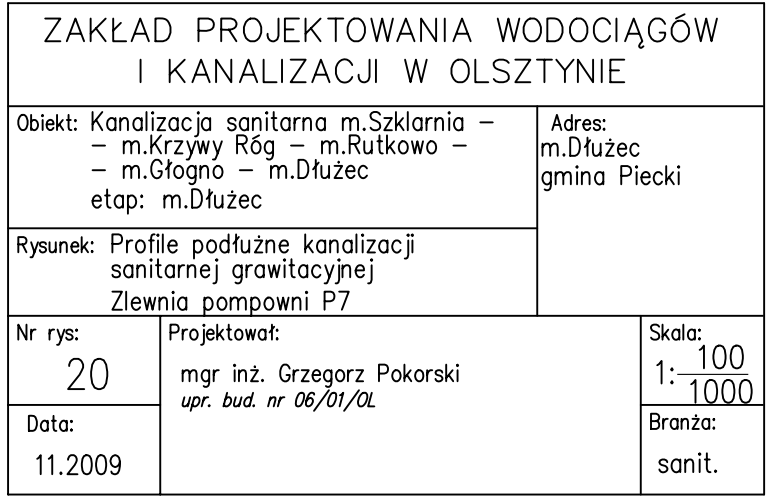 ZAKŁAD PROJEKTOWANIA WODOCIĄGÓW
I KANALIZACJI W OLSZTYNIE
Obiekt: Kanalizacja sanitarna m.Szklarnia –
– m.Krzywy Róg – m.Rutkowo –
– m.Głogno – m.Dłużec
etap: m.Dłużec
Adres:
m.Dłużec
gmina Piecki
Rysunek: Profile podłużne kanalizacji
sanitarnej grawitacyjnej
Zlewnia pompowni P7
Nr rys:
20
Projektował:
mgr inż. Grzegorz Pokorski
upr. bud. nr 06/01/OL
Skala:
1: 100
1000
Data:
11.2009
Branża:
sanit.